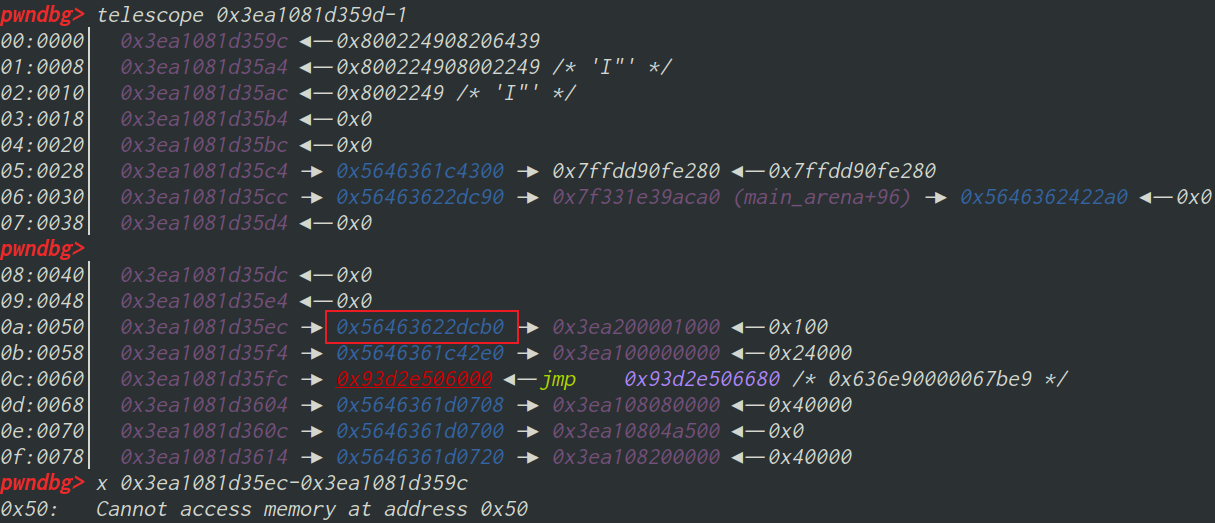 pwndbg> telescope 0x3ea1081d359d-1
00:0000│ 0x3ea1081d359c ◂— 0x800224908206439
01:0008│ 0x3ea1081d35a4 ◂— 0x800224908002249 /* 'I"' */
02:0010│ 0x3ea1081d35ac ◂— 0x8002249 /* 'I"' */
03:0018│ 0x3ea1081d35b4 ◂— 0x0
04:0020│ 0x3ea1081d35bc ◂— 0x0
05:0028│ 0x3ea1081d35c4 —▸ 0x5646361c4300 —▸ 0x7ffdd90fe280 ◂— 0x7ffdd90fe280
06:0030│ 0x3ea1081d35cc —▸ 0x56463622dc90 —▸ 0x7f331e39aca0 (main_arena+96) —▸ 0x5646362422a0 ◂— 0x0
07:0038│ 0x3ea1081d35d4 ◂— 0x0
pwndbg>
08:0040│ 0x3ea1081d35dc ◂— 0x0
09:0048│ 0x3ea1081d35e4 ◂— 0x0
0a:0050│ 0x3ea1081d35ec —▸ 0x56463622dcb0 —▸ 0x3ea200001000 ◂— 0x100
0b:0058│ 0x3ea1081d35f4 —▸ 0x5646361c42e0 —▸ 0x3ea100000000 ◂— 0x24000
0c:0060│ 0x3ea1081d35fc —▸ 0x93d2e506000 ◂— jmp 0x93d2e506680 /* 0x636e90000067be9 */
0d:0068│ 0x3ea1081d3604 —▸ 0x5646361d0708 —▸ 0x3ea108080000 ◂— 0x40000
0e:0070│ 0x3ea1081d360c —▸ 0x5646361d0700 —▸ 0x3ea10804a500 ◂— 0x0
0f:0078│ 0x3ea1081d3614 —▸ 0x5646361d0720 —▸ 0x3ea108200000 ◂— 0x40000
pwndbg> x 0x3ea1081d35ec-0x3ea1081d359c
0x50: Cannot access memory at address 0x50